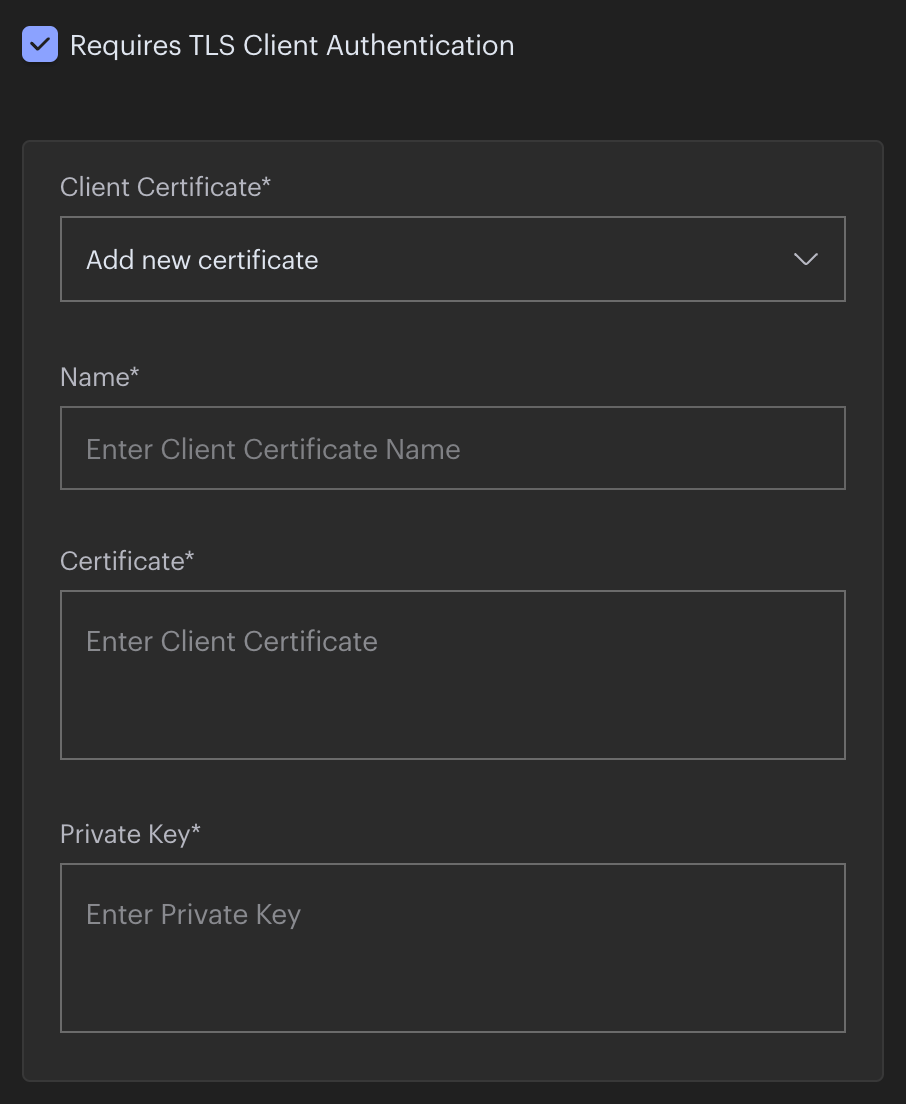 Requires TLS Client Authentication
Client Certificate*
Add new certificate
Name*
Enter Client Certificate Name
Certificate*
Enter Client Certificate
Private Key*
Enter Private Key